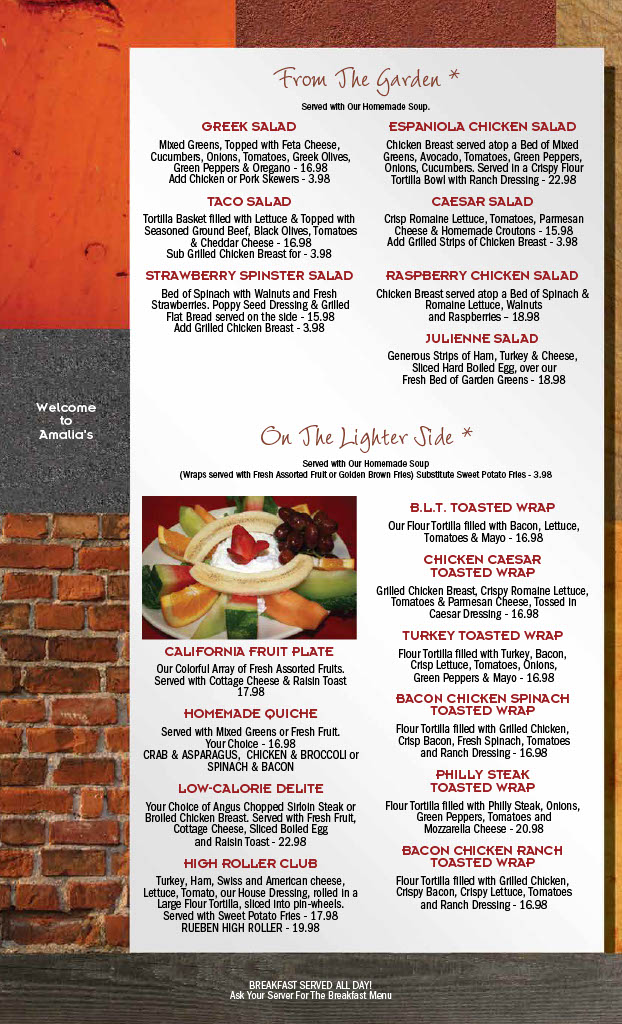 From The Garden *
Served with Our Homemade Soup.
GREEK SALAD
Mixed Greens, Topped with Feta Cheese,
Cucumbers, Onions, Tomatoes, Greek Olives,
Green Peppers & Oregano - 16.98
Add Chicken or Pork Skewers - 3.98
TACO SALAD
Tortilla Basket filled with Lettuce & Topped with
Seasoned Ground Beef, Black Olives, Tomatoes
& Cheddar Cheese - 16.98
Sub Grilled Chicken Breast for - 3.98
STRAWBERRY SPINSTER SALAD
Bed of Spinach with Walnuts and Fresh
Strawberries. Poppy Seed Dressing & Grilled
Flat Bread served on the side - 15.98
Add Grilled Chicken Breast - 3.98
ESPANIOLA CHICKEN SALAD
Chicken Breast served atop a Bed of Mixed
Greens, Avocado, Tomatoes, Green Peppers,
Onions, Cucumbers. Served in a Crispy Flour
Tortilla Bowl with Ranch Dressing - 22.98
CAESAR SALAD
Crisp Romaine Lettuce, Tomatoes, Parmesan
Cheese & Homemade Croutons - 15.98
Add Grilled Strips of Chicken Breast - 3.98
RASPBERRY CHICKEN SALAD
Chicken Breast served atop a Bed of Spinach &
Romaine Lettuce, Walnuts
and Raspberries – 18.98
JULIENNE SALAD
Generous Strips of Ham, Turkey & Cheese,
Sliced Hard Boiled Egg, over our
Fresh Bed of Garden Greens - 18.98
Welcome
to
Amalia's
On The Lighter Side *
Served with Our Homemade Soup
(Wraps served with Fresh Assorted Fruit or Golden Brown Fries) Substitute Sweet Potato Fries - 3.98
CALIFORNIA FRUIT PLATE
Our Colorful Array of Fresh Assorted Fruits.
Served with Cottage Cheese & Raisin Toast
17.98
HOMEMADE QUICHE
Served with Mixed Greens or Fresh Fruit.
Your Choice - 16.98
CRAB & ASPARAGUS, CHICKEN & BROCCOLI or
SPINACH & BACON
LOW-CALORIE DELITE
Your Choice of Angus Chopped Sirloin Steak or
Broiled Chicken Breast. Served with Fresh Fruit,
Cottage Cheese, Sliced Boiled Egg
and Raisin Toast - 22.98
HIGH ROLLER CLUB
Turkey, Ham, Swiss and American cheese,
Lettuce, Tomato, our House Dressing, rolled in a
Large Flour Tortilla, sliced into pin-wheels.
Served with Sweet Potato Fries - 17.98
RUEBEN HIGH ROLLER - 19.98
B.L.T. TOASTED WRAP
Our Flour Tortilla filled with Bacon, Lettuce,
Tomatoes & Mayo - 16.98
CHICKEN CAESAR
TOASTED WRAP
Grilled Chicken Breast, Crispy Romaine Lettuce,
Tomatoes & Parmesan Cheese, Tossed in
Caesar Dressing - 16.98
TURKEY TOASTED WRAP
Flour Tortilla filled with Turkey, Bacon,
Crisp Lettuce, Tomatoes, Onions,
Green Peppers & Mayo - 16.98
BACON CHICKEN SPINACH
TOASTED WRAP
Flour Tortilla filled with Grilled Chicken,
Crisp Bacon, Fresh Spinach, Tomatoes
and Ranch Dressing - 16.98
PHILLY STEAK
TOASTED WRAP
Flour Tortilla filled with Philly Steak, Onions,
Green Peppers, Tomatoes and
Mozzarella Cheese - 20.98
BACON CHICKEN RANCH
TOASTED WRAP
Flour Tortilla filled with Grilled Chicken,
Crispy Bacon, Crispy Lettuce, Tomatoes
and Ranch Dressing - 16.98
BREAKFAST SERVED ALL DAY!
Ask Your Server For The Breakfast Menu